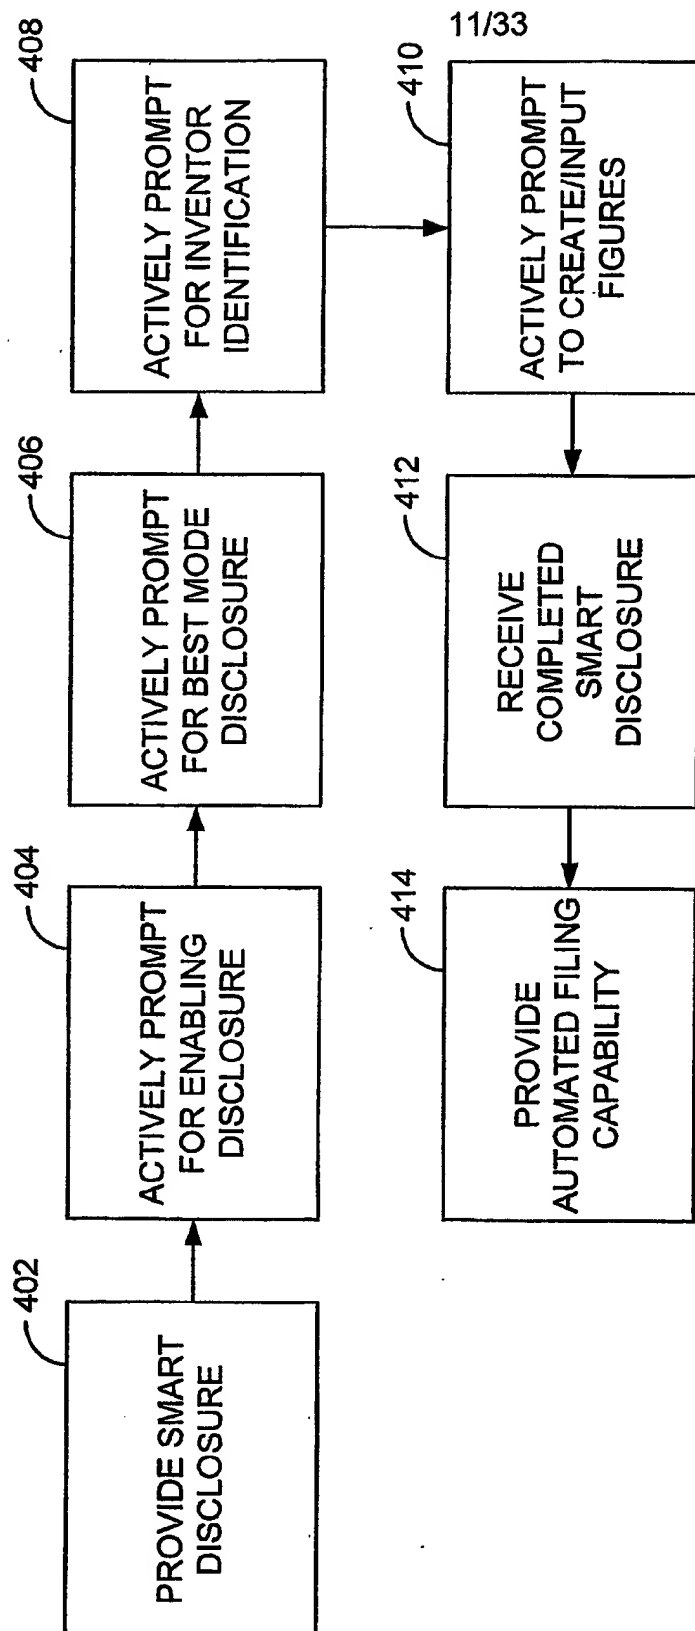 11/33
402
PROVIDE SMART
DISCLOSURE
404
ACTIVELY PROMPT
FOR ENABLING
DISCLOSURE
406
ACTIVELY PROMPT
FOR BEST MODE
DISCLOSURE
408
ACTIVELY PROMPT
FOR INVENTOR
IDENTIFICATION
410
ACTIVELY PROMPT
TO CREATE/INPUT
FIGURES
412
RECEIVE
COMPLETED
SMART
DISCLOSURE
414
PROVIDE
AUTOMATED FILING
CAPABILITY